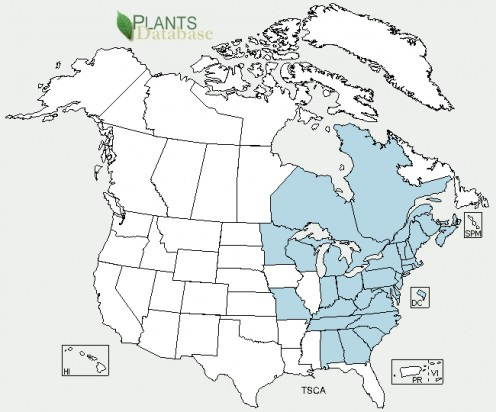 PLANTS
Database
SPM
DC
HI
PR VI
TSCA